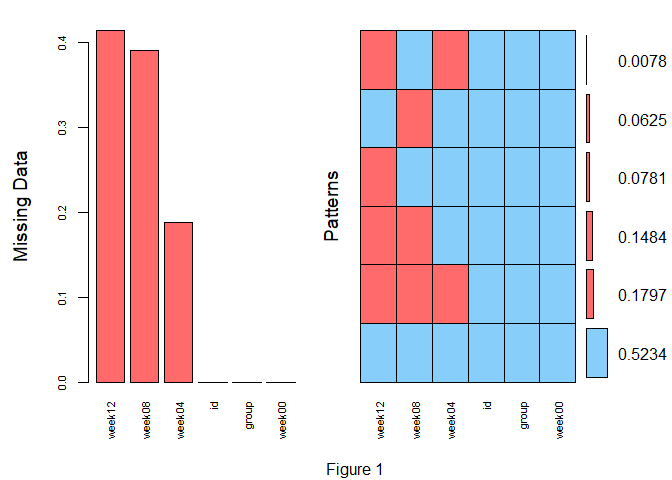 Missing Data
0.4
0.3
0.2
0.1
0.0
week12
week08
week04
id
group
week00
Patterns
0.0078
0.0625
0.0781
0.1484
0.1797
0.5234
week12
week08
week04
id
group
week00
Figure 1